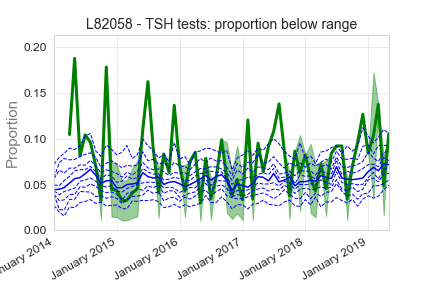 L82058 - TSH tests: proportion below range
Proportion
0.20
0.15
0.10
0.05
0.00
nuary 2014
January 2015
January 2016
January 2017
January 2018
January 2019